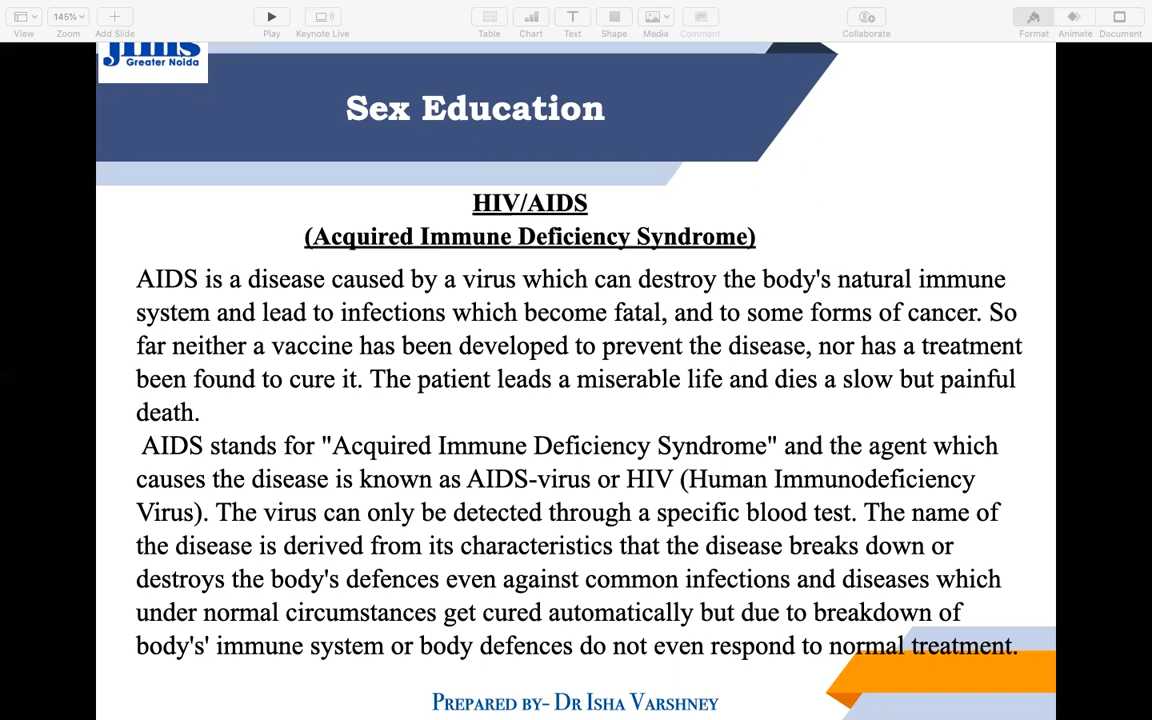 145%
View
Zoom
Add Slide
Play
Keynote Live
Table
Chart
Text
Shape
Media
Comment
Collaborate
Format
Animate
Document
jims
Greater Noida
Sex Education
HIV/AIDS
(Acquired Immune Deficiency Syndrome)
AIDS is a disease caused by a virus which can destroy the body's natural immune
system and lead to infections which become fatal, and to some forms of cancer. So
far neither a vaccine has been developed to prevent the disease, nor has a treatment
been found to cure it. The patient leads a miserable life and dies a slow but painful
death.
AIDS stands for "Acquired Immune Deficiency Syndrome" and the agent which
causes the disease is known as AIDS-virus or HIV (Human Immunodeficiency
Virus). The virus can only be detected through a specific blood test. The name of
the disease is derived from its characteristics that the disease breaks down or
destroys the body's defences even against common infections and diseases which
under normal circumstances get cured automatically but due to breakdown of
body's' immune system or body defences do not even respond to normal treatment.
Prepared by- Dr Isha Varshney